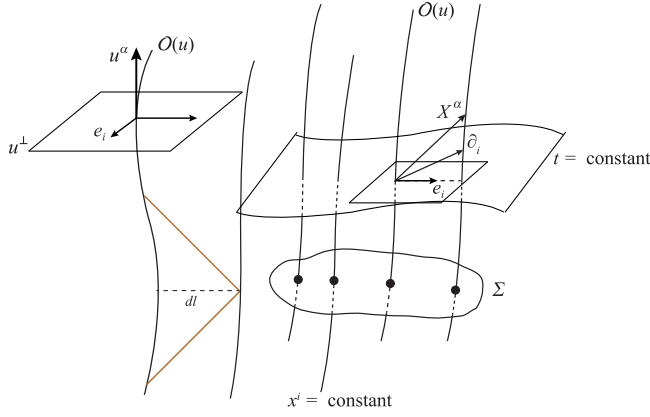 u^α
𝒪(u)
e_i
u^⊥
dl
𝒪(u)
X^α
∂_i
e_i
t = constant
Σ
x^i = constant